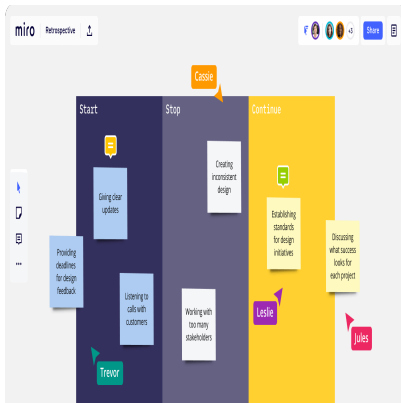 miro
Retrospective
+3
Share
Cassie
Start
Stop
Continue
Giving clear
updates
Creating
inconsistent
design
Establishing
standards
for design
initiatives
Providing
deadlines
for design
feedback
Discussing
what success
looks for
each project
Listening to
calls with
customers
Working with
too many
stakeholders
Leslie
Jules
Trevor